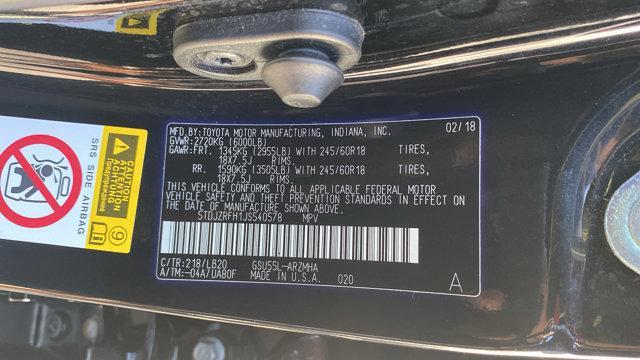 MFD. BY:TOYOTA MOTOR MANUFACTURING, INDIANA, INC. 02/18
GVWR: 2720KG (6000LB)
GAWR:FRT. 1345KG (2955LB) WITH 245/60R18 TIRES,
18X7.5J RIMS.
RR. 1590KG (3505LB) WITH 245/60R18 TIRES,
18X7.5J RIMS.
THIS VEHICLE CONFORMS TO ALL APPLICABLE FEDERAL MOTOR
VEHICLE SAFETY AND THEFT PREVENTION STANDARDS IN EFFECT ON
THE DATE OF MANUFACTURE SHOWN ABOVE.
5TDJZRFH1JS540578 MPV
C/TR:218/LB20 GSU55L-ARZMHA
A/TM:-04A/UA80F MADE IN U.S.A. 020 A
SRS SIDE AIRBAG
9